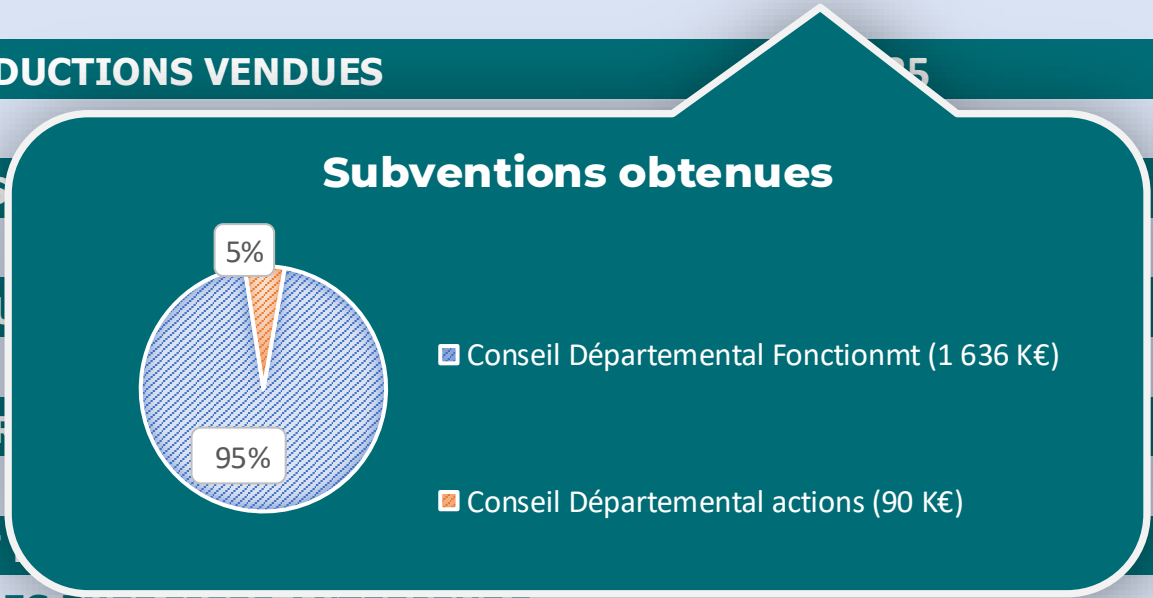 DUCTIONS VENDUES
Subventions obtenues
5%
95%
Conseil Départemental Fonctionmt (1 636 K€)
Conseil Départemental actions (90 K€)